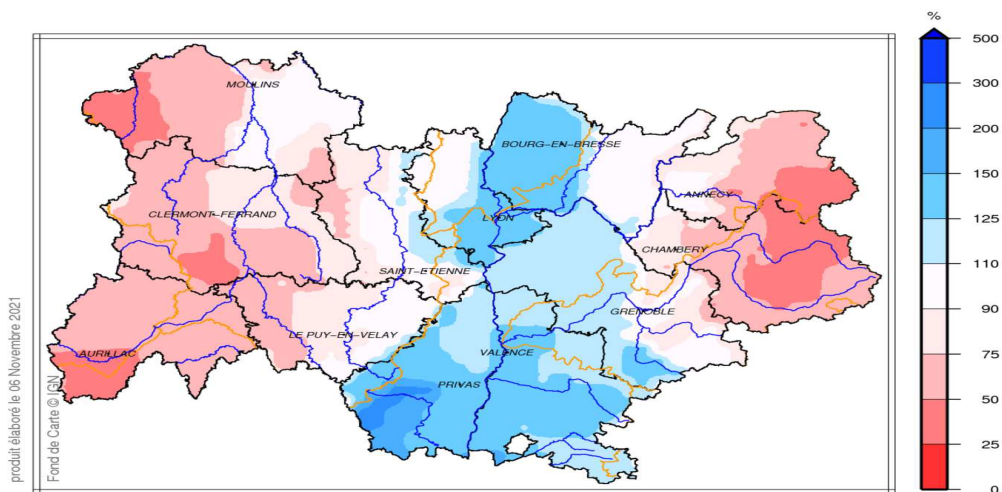 %
500
300
200
150
125
110
90
75
50
25
0
MOULINS
BOURG-EN-BRESSE
ANNECY
CLERMONT-FERRAND
LYON
CHAMBERY
SAINT-ETIENNE
GRENOBLE
LE PUY-EN-VELAY
AURILLAC
VALENCE
PRIVAS
produit élaboré le 06 Novembre 2021
Fond de Carte © IGN